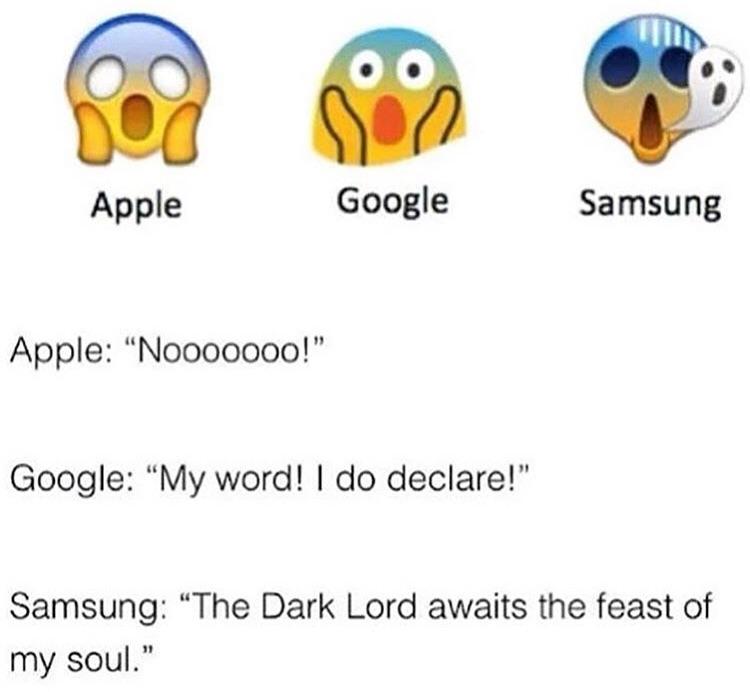 Apple
Google
Samsung
Apple: “Nooooooo!”
Google: “My word! I do declare!”
Samsung: “The Dark Lord awaits the feast of
my soul.”